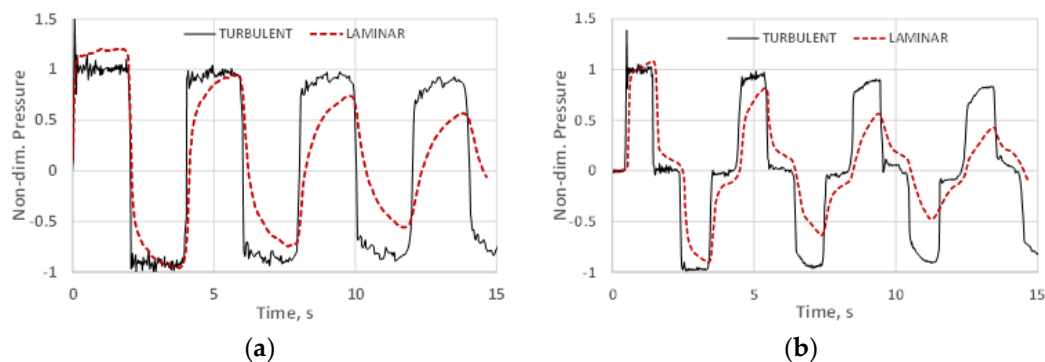 1.5
1
0.5
0
-0.5
-1
Non-dim. Pressure
TURBULENT LAMINAR
0 5 10 15
Time, s
(a)
1.5
1
0.5
0
-0.5
-1
Non-dim. Pressure
TURBULENT LAMINAR
0 5 10 15
Time, s
(b)